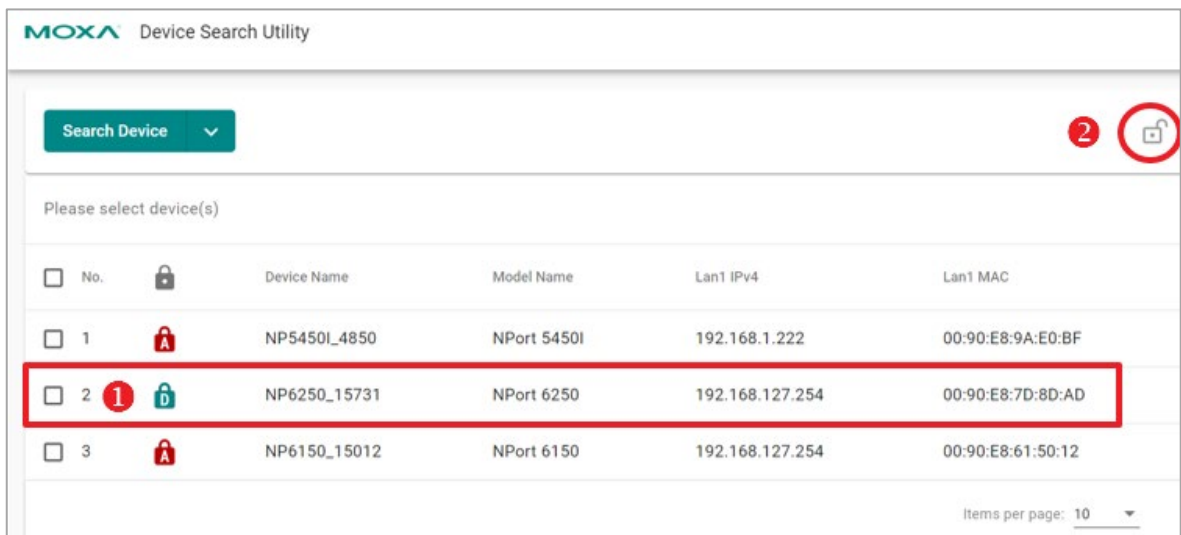 MOXA Device Search Utility
Search Device
2
Please select device(s)
No. Device Name Model Name Lan1 IPv4 Lan1 MAC
1 A NP5450I_4850 NPort 5450I 192.168.1.222 00:90:E8:9A:E0:BF
2 1 D NP6250_15731 NPort 6250 192.168.127.254 00:90:E8:7D:8D:AD
3 A NP6150_15012 NPort 6150 192.168.127.254 00:90:E8:61:50:12
Items per page: 10